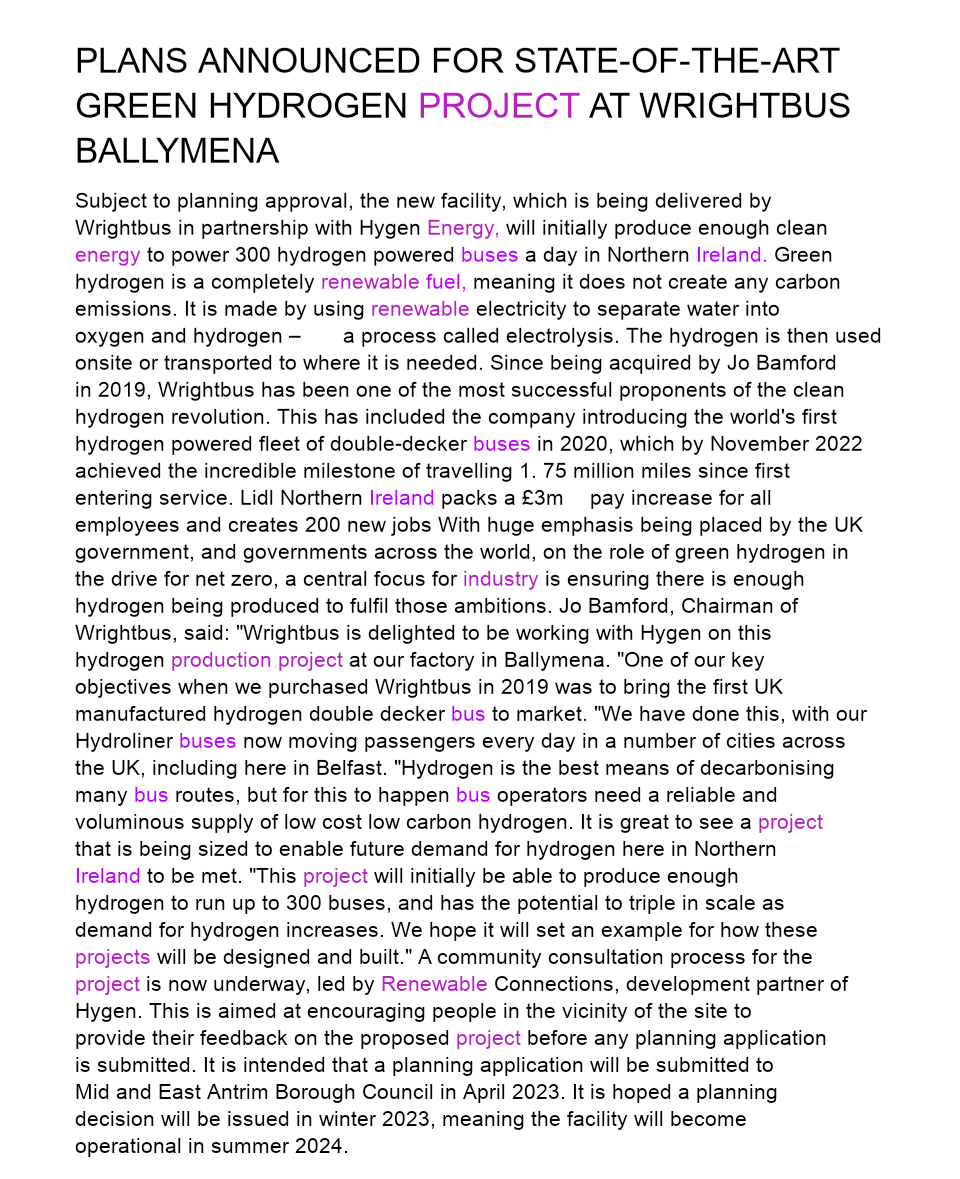 PLANS ANNOUNCED FOR STATE-OF-THE-ART
GREEN HYDROGEN PROJECT AT WRIGHTBUS
BALLYMENA
Subject to planning approval, the new facility, which is being delivered by
Wrightbus in partnership with Hygen Energy, will initially produce enough clean
energy to power 300 hydrogen powered buses a day in Northern Ireland. Green
hydrogen is a completely renewable fuel, meaning it does not create any carbon
emissions. It is made by using renewable electricity to separate water into
oxygen and hydrogen – a process called electrolysis. The hydrogen is then used
onsite or transported to where it is needed. Since being acquired by Jo Bamford
in 2019, Wrightbus has been one of the most successful proponents of the clean
hydrogen revolution. This has included the company introducing the world's first
hydrogen powered fleet of double-decker buses in 2020, which by November 2022
achieved the incredible milestone of travelling 1. 75 million miles since first
entering service. Lidl Northern Ireland packs a £3m pay increase for all
employees and creates 200 new jobs With huge emphasis being placed by the UK
government, and governments across the world, on the role of green hydrogen in
the drive for net zero, a central focus for industry is ensuring there is enough
hydrogen being produced to fulfil those ambitions. Jo Bamford, Chairman of
Wrightbus, said: "Wrightbus is delighted to be working with Hygen on this
hydrogen production project at our factory in Ballymena. "One of our key
objectives when we purchased Wrightbus in 2019 was to bring the first UK
manufactured hydrogen double decker bus to market. "We have done this, with our
Hydroliner buses now moving passengers every day in a number of cities across
the UK, including here in Belfast. "Hydrogen is the best means of decarbonising
many bus routes, but for this to happen bus operators need a reliable and
voluminous supply of low cost low carbon hydrogen. It is great to see a project
that is being sized to enable future demand for hydrogen here in Northern
Ireland to be met. "This project will initially be able to produce enough
hydrogen to run up to 300 buses, and has the potential to triple in scale as
demand for hydrogen increases. We hope it will set an example for how these
projects will be designed and built." A community consultation process for the
project is now underway, led by Renewable Connections, development partner of
Hygen. This is aimed at encouraging people in the vicinity of the site to
provide their feedback on the proposed project before any planning application
is submitted. It is intended that a planning application will be submitted to
Mid and East Antrim Borough Council in April 2023. It is hoped a planning
decision will be issued in winter 2023, meaning the facility will become
operational in summer 2024.